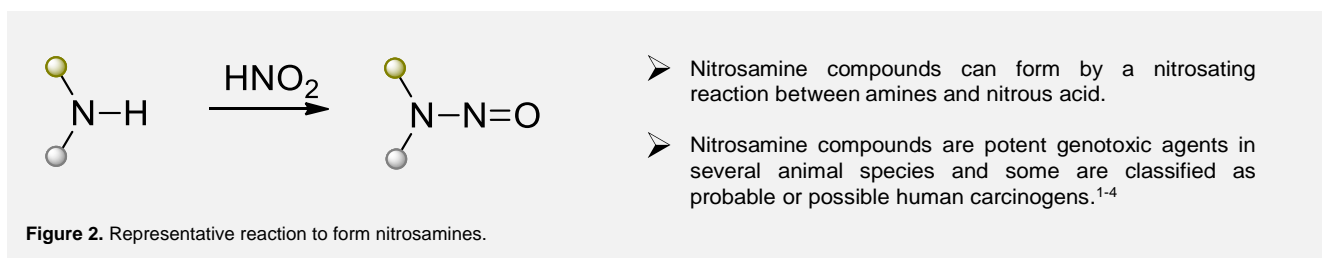 HNO2
N–H
N–N=O
Figure 2. Representative reaction to form nitrosamines.
➢ Nitrosamine compounds can form by a nitrosating
reaction between amines and nitrous acid.
➢ Nitrosamine compounds are potent genotoxic agents in
several animal species and some are classified as
probable or possible human carcinogens.1-4